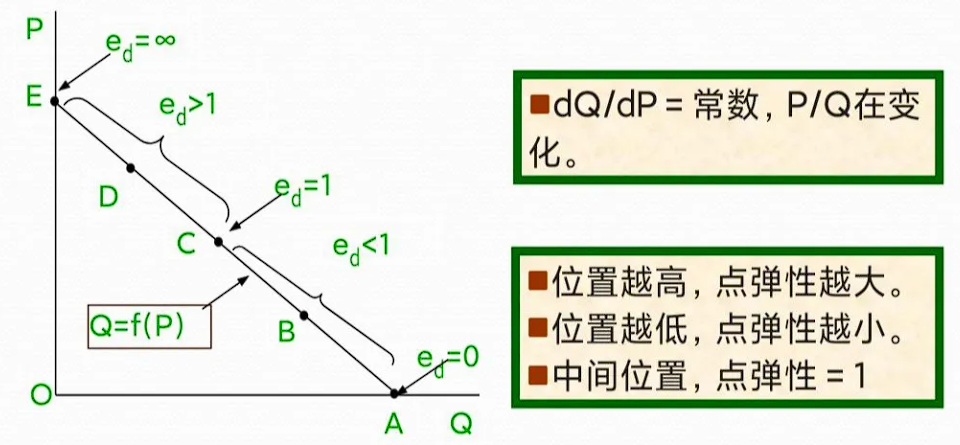 P
e_d=∞
E
e_d>1
■dQ/dP = 常数，P/Q在变
化。
D
e_d=1
C
e_d<1
Q=f(P)
B
■位置越高，点弹性越大。
■位置越低，点弹性越小。
■中间位置，点弹性 = 1
e_d=0
O
A
Q